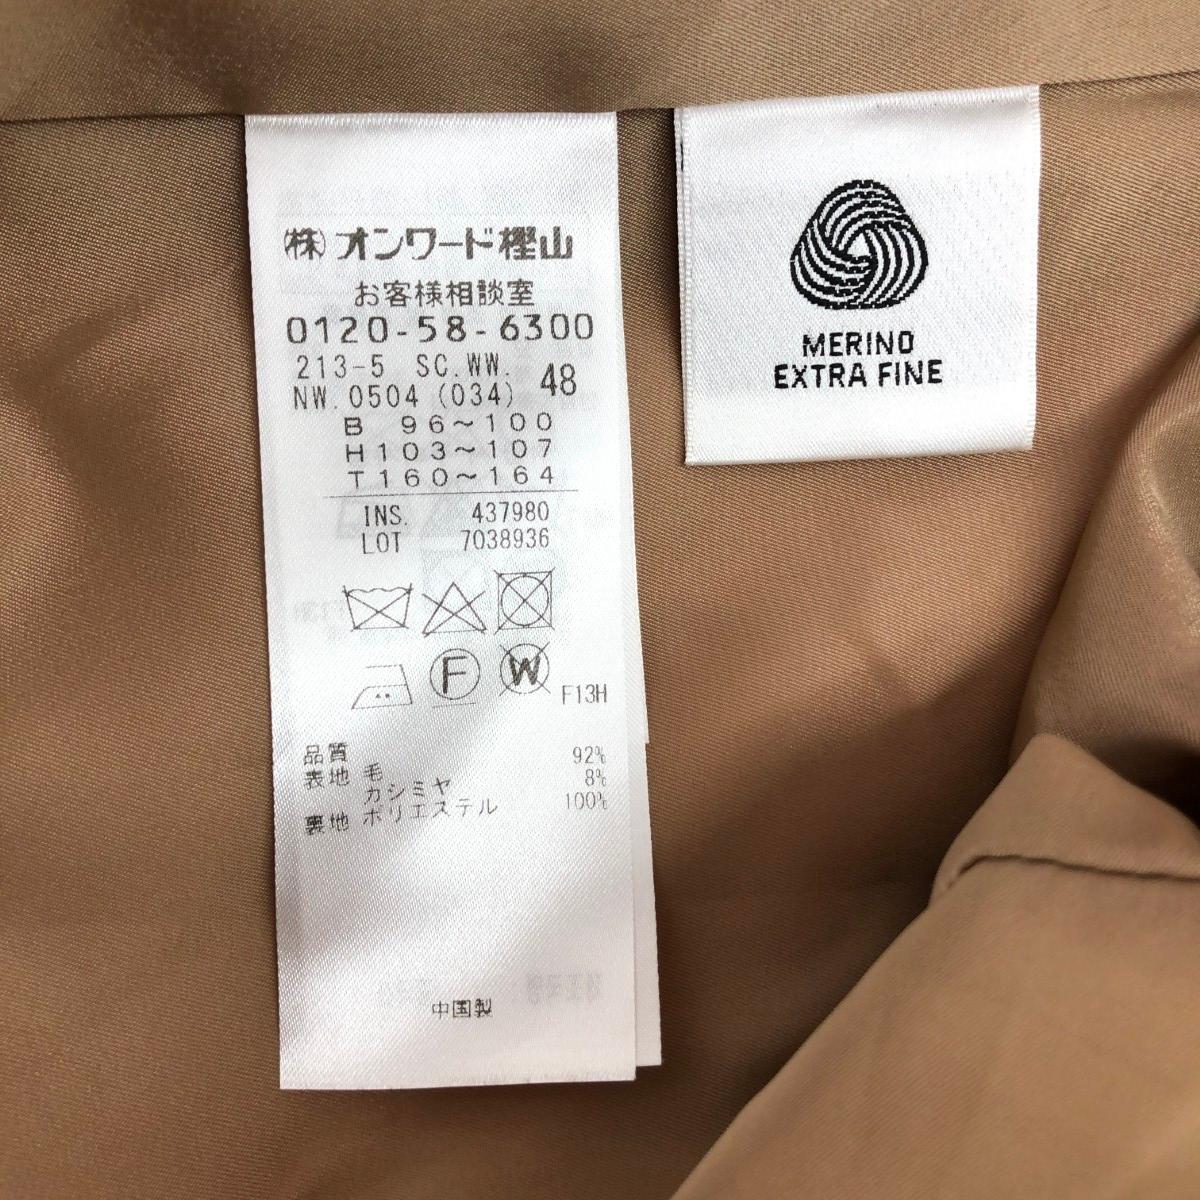 (株)オンワード樫山
お客様相談室
0120-58-6300
213-5 SC.WW.
NW.0504 (034) 48
B 96~100
H 103~107
T 160~164
INS. 437980
LOT 7038936
F
W
F13H
品質
表地 毛 92%
カシミヤ 8%
裏地 ポリエステル 100%
中国製
MERINO
EXTRA FINE